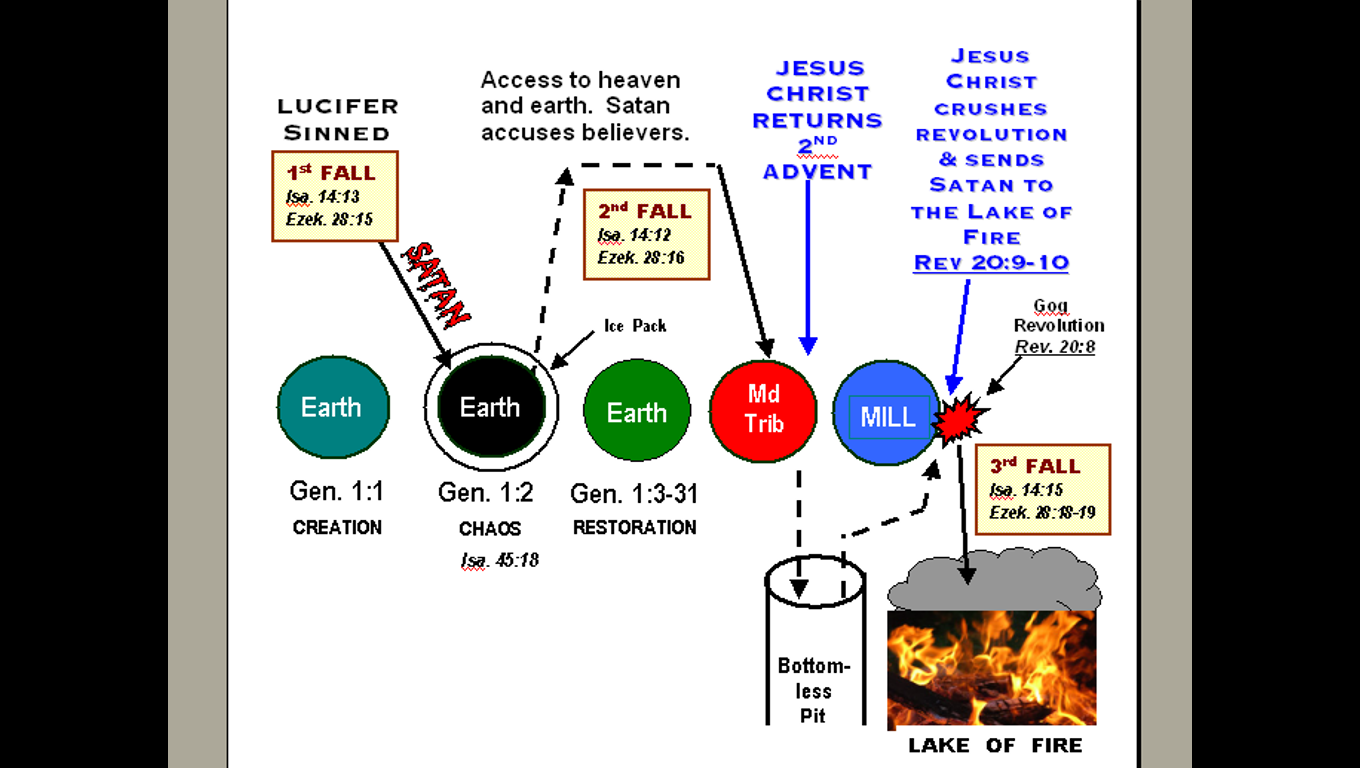 LUCIFER
SINNED
1st FALL
Isa. 14:13
Ezek. 28:15
SATAN
Access to heaven
and earth. Satan
accuses believers.
2nd FALL
Isa. 14:12
Ezek. 28:16
JESUS
CHRIST
RETURNS
2ND
ADVENT
JESUS
CHRIST
CRUSHES
REVOLUTION
& SENDS
SATAN TO
THE LAKE OF
FIRE
REV 20:9-10
Gog
Revolution
Rev. 20:8
Ice Pack
Earth
Earth
Earth
Md
Trib
MILL
Gen. 1:1
CREATION
Gen. 1:2
CHAOS
Isa. 45:18
Gen. 1:3-31
RESTORATION
3rd FALL
Isa. 14:15
Ezek. 28:18-19
Bottom-
less
Pit
LAKE OF FIRE